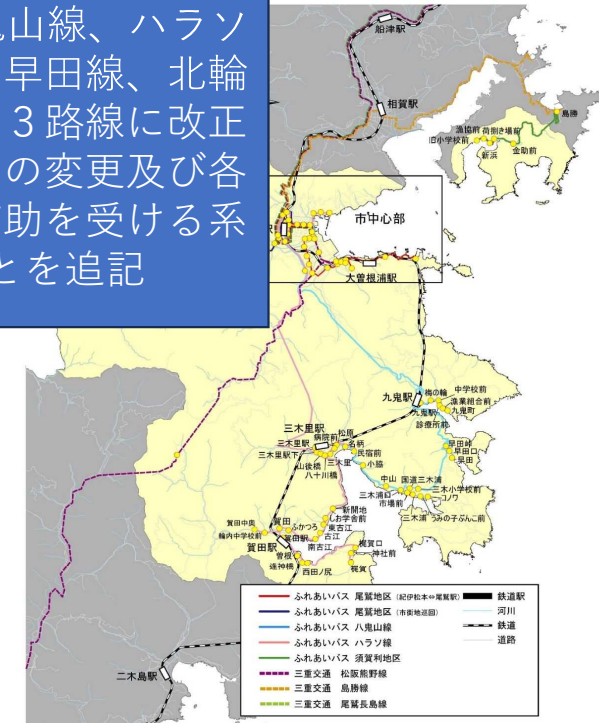 山線、ハラソ
早田線、北輪
３路線に改正
の変更及び各
助を受ける系
とを追記
船津駅
相賀駅
島勝
漁協前 荷捌き場前
旧小学校前
新浜
金助前
市中心部
駅
大曽根浦駅
九鬼駅
梅の輪
中学校前
漁業組合前
九鬼駅
九鬼町
診療所前
早田峠
早田口
早田
三木里駅
松原
病院前
三木里駅
名柄
三木里駅下
民宿前
山後橋
三木里
小脇
八十川橋
中山
国道三木浦
三木小学校前
三木浦口
コノワ
市場前
三木浦
うみの子ぶんこ前
新開地
しお学舎前
賀田中奥
賀田
ふかつろ
東古江
輪内中学校前
賀田駅
古江
賀田駅
南古江
梶賀口
曽根
神社前
逢神橋
西田ノ尻
梶賀
二木島駅
ふれあいバス 尾鷲地区 (紀伊松本⇔尾鷲駅)
ふれあいバス 尾鷲地区 (市街地巡回)
ふれあいバス 八鬼山線
ふれあいバス ハラソ線
ふれあいバス 須賀利地区
三重交通 松阪熊野線
三重交通 島勝線
三重交通 尾鷲長島線
鉄道駅
河川
鉄道
道路